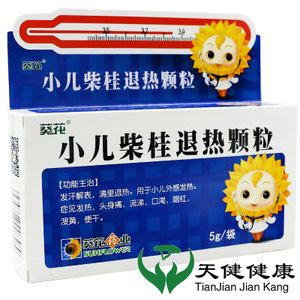 36 37 39
葵花
小儿柴桂退热颗粒
葵花
小儿柴桂退热颗粒
【功能主治】
发汗解表，清里退热。用于小儿外感发热。
症见发热，头身痛，流涕，口渴，咽红，
溲黄，便干。
葵花药业
SUNFLOWER
5g/袋
天健健康
TianJian Jian Kang